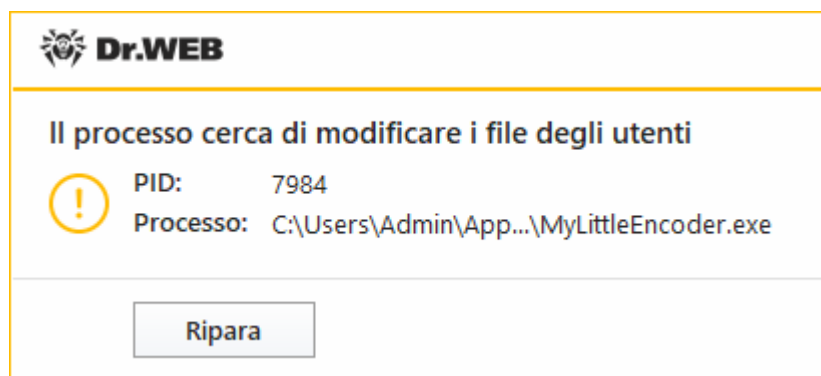 Dr.WEB
Il processo cerca di modificare i file degli utenti
PID: 7984
Processo: C:\Users\Admin\App...\MyLittleEncoder.exe
Ripara